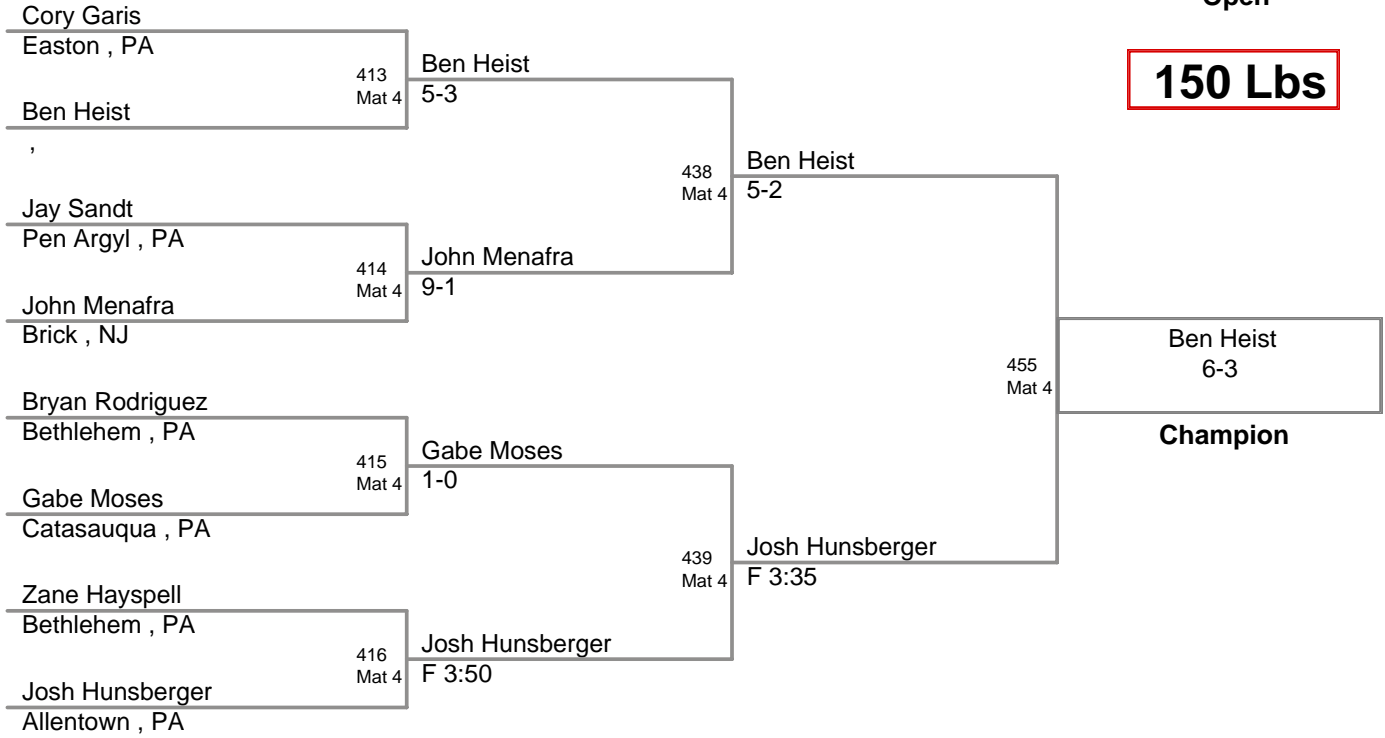 Open
150 Lbs
Cory Garis
Easton , PA
413
Mat 4
Ben Heist
,
Ben Heist
5-3
Jay Sandt
Pen Argyl , PA
414
Mat 4
John Menafra
Brick , NJ
John Menafra
9-1
438
Mat 4
Ben Heist
5-2
Bryan Rodriguez
Bethlehem , PA
415
Mat 4
Gabe Moses
Catasauqua , PA
Gabe Moses
1-0
Zane Hayspell
Bethlehem , PA
416
Mat 4
Josh Hunsberger
Allentown , PA
Josh Hunsberger
F 3:50
439
Mat 4
Josh Hunsberger
F 3:35
455
Mat 4
Ben Heist
6-3
Champion